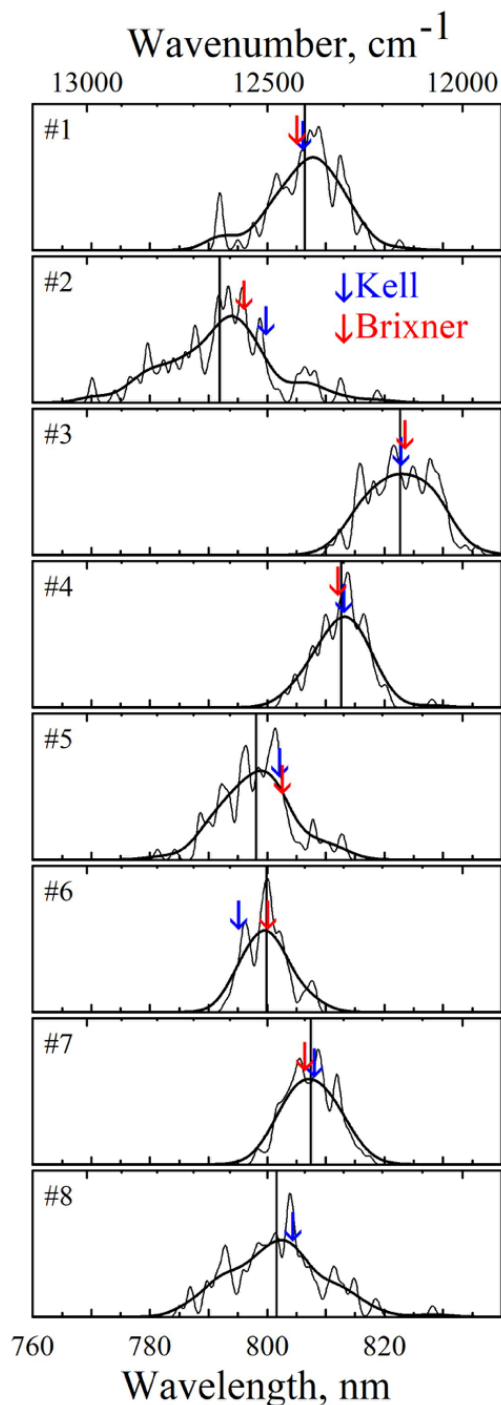 Wavenumber, cm-1
13000 12500 12000
#1
#2
↓Kell
↓Brixner
#3
#4
#5
#6
#7
#8
760 780 800 820
Wavelength, nm